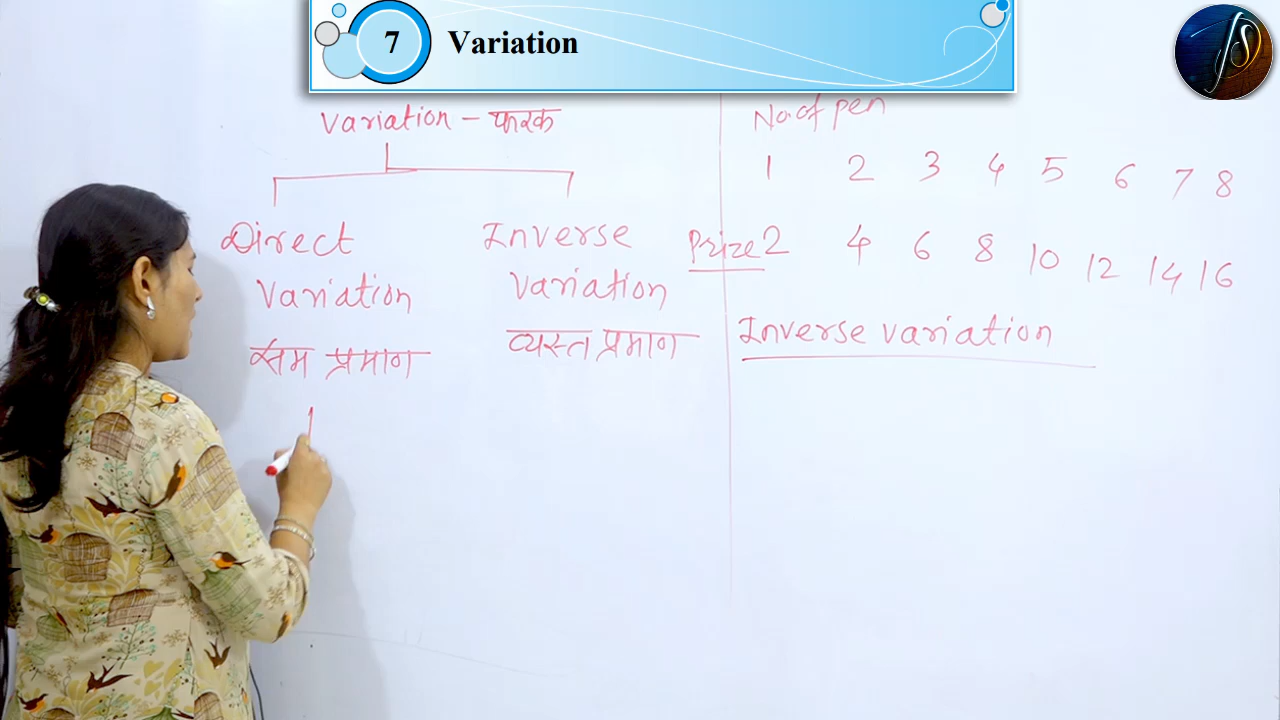 7 Variation
Variation - फरक
Direct
Variation
सम प्रमाण
Inverse
Variation
व्यस्त प्रमाण
No. of pen
1 2 3 4 5 6 7 8
Prize 2 4 6 8 10 12 14 16
Inverse variation